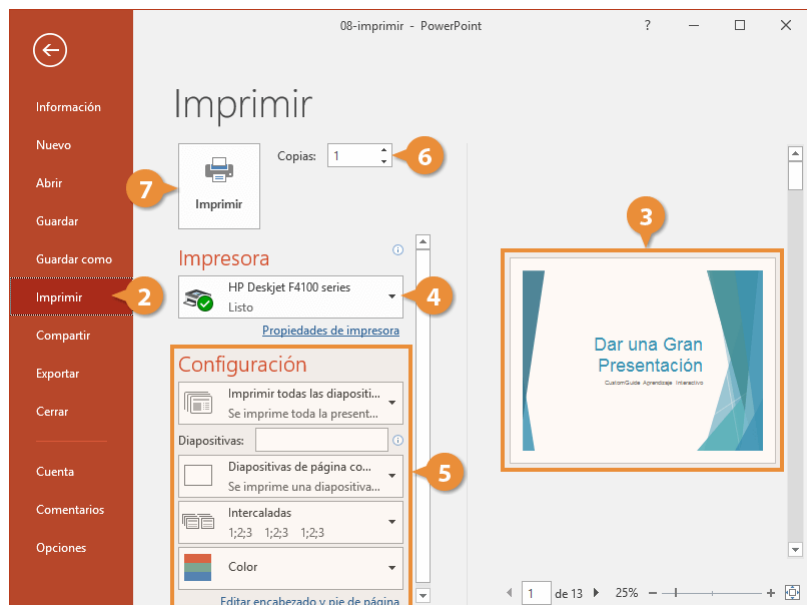 08-imprimir - PowerPoint
?
Información
Nuevo
Abrir
Guardar
Guardar como
Imprimir
2
Compartir
Exportar
Cerrar
Cuenta
Comentarios
Opciones
Imprimir
7
Imprimir
Copias: 1
6
Impresora
HP Deskjet F4100 series
Listo
4
Propiedades de impresora
Configuración
Imprimir todas las diapositi...
Se imprime toda la present...
Diapositivas:
Diapositivas de página co...
Se imprime una diapositiva...
5
Intercaladas
1;2;3 1;2;3 1;2;3
Color
Editar encabezado y pie de página
3
Dar una Gran
Presentación
CustomGuide Aprendizaje Interactivo
1 de 13
25%